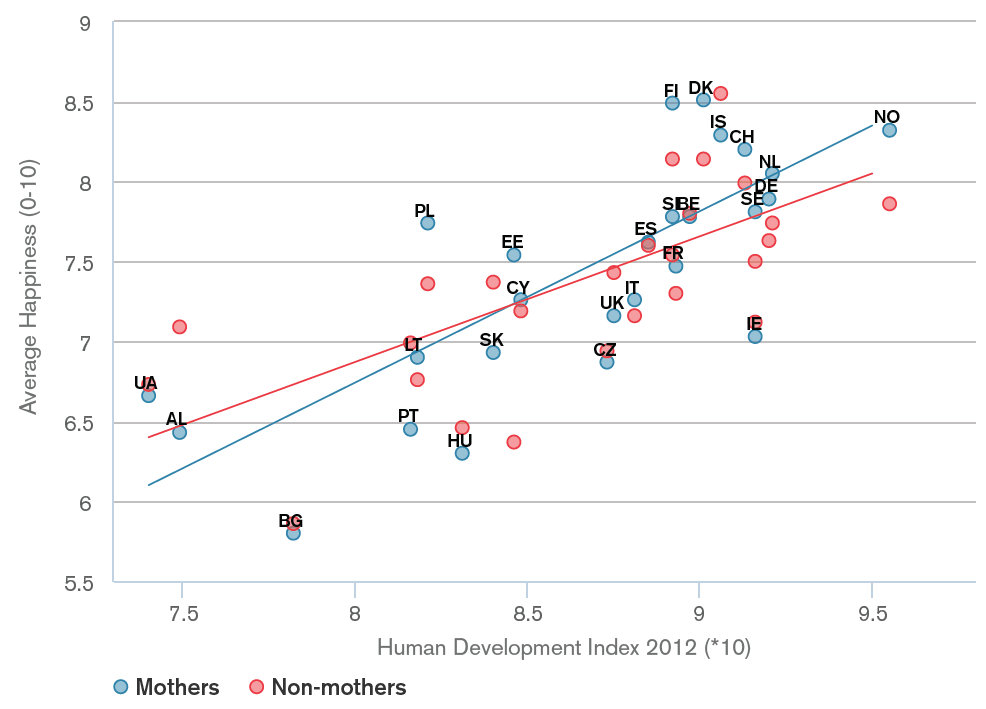 9
8.5
8
7.5
7
6.5
6
5.5
Average Happiness (0-10)
FI
DK
IS
CH
NO
NL
DE
SE
SI
BE
PL
ES
EE
FR
CY
IT
UK
IE
LT
SK
CZ
UA
AL
PT
HU
BG
7.5
8
8.5
9
9.5
Human Development Index 2012 (*10)
Mothers
Non-mothers